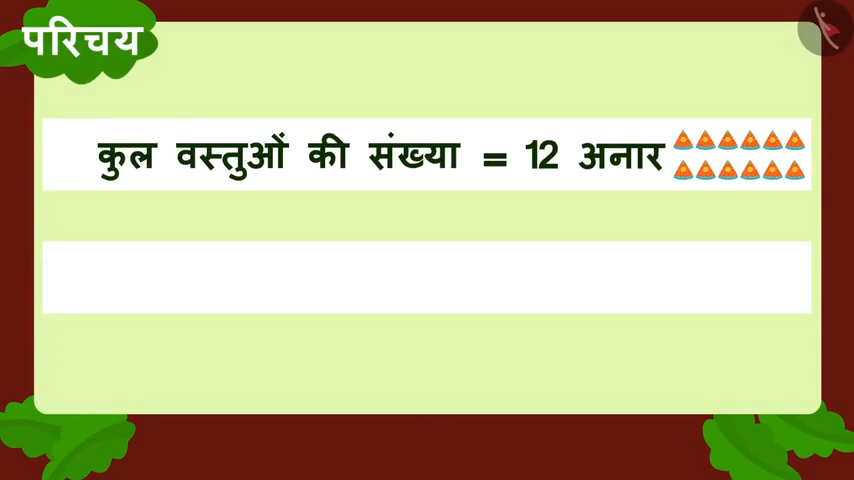 परिचय
कुल वस्तुओं की संख्या = 12 अनार